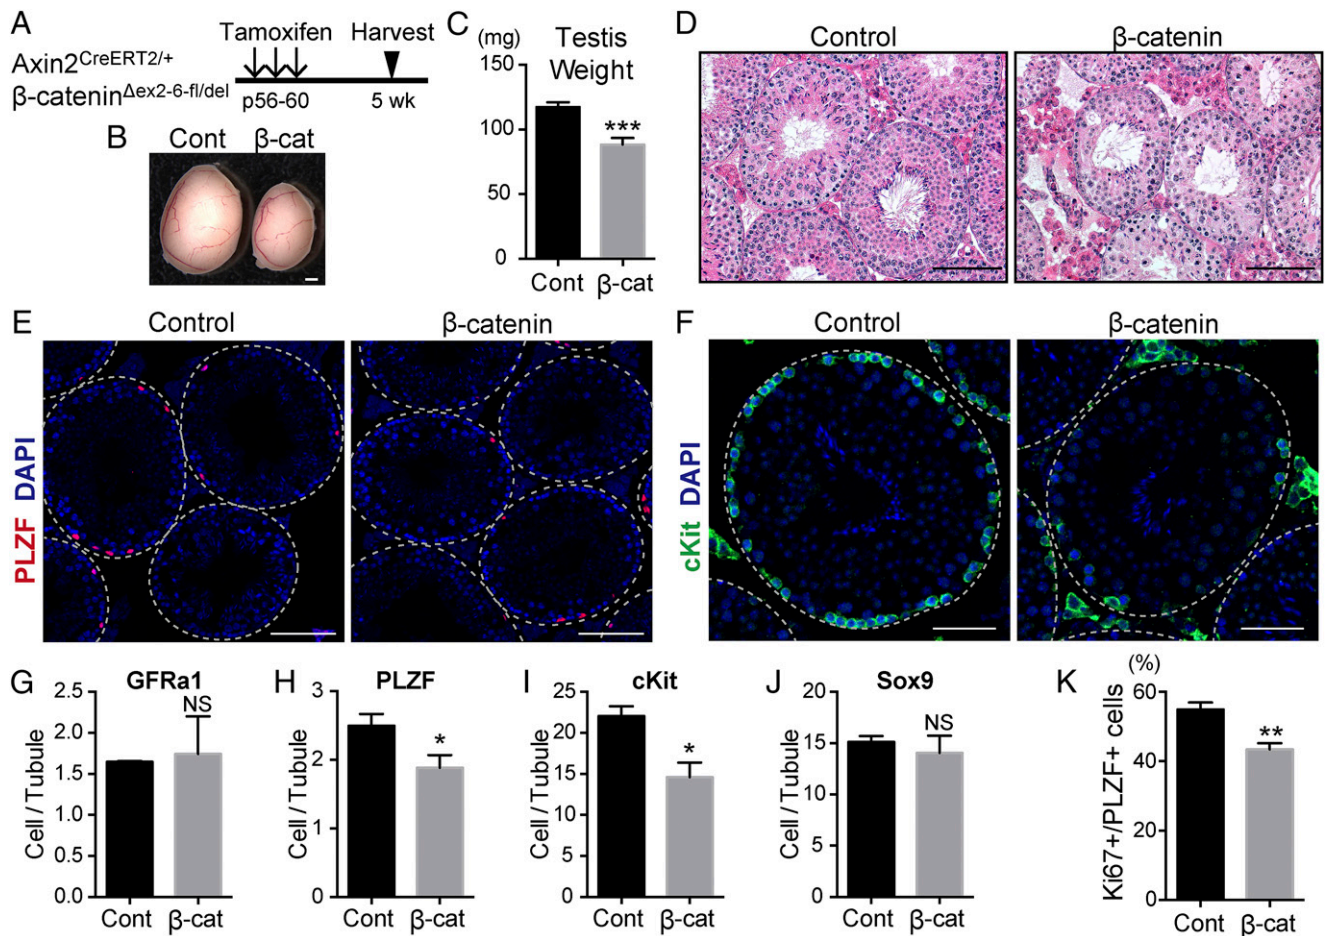 A
Tamoxifen Harvest
Axin2CreERT2/+
β-cateninΔex2-6-fl/del
p56-60 5 wk
B
Cont β-cat
C
(mg) Testis
Weight
150
100
50
0
***
Cont β-cat
D
Control β-catenin
E
Control β-catenin
PLZF DAPI
F
Control β-catenin
cKit DAPI
G
GFRa1
Cell / Tubule
2.5
2.0
1.5
1.0
0.5
0.0
NS
Cont β-cat
H
PLZF
Cell / Tubule
3
2
1
0
*
Cont β-cat
I
cKit
Cell / Tubule
25
20
15
10
5
0
*
Cont β-cat
J
Sox9
Cell / Tubule
20
15
10
5
0
NS
Cont β-cat
K
(%)
Ki67+/PLZF+ cells
60
40
20
0
**
Cont β-cat